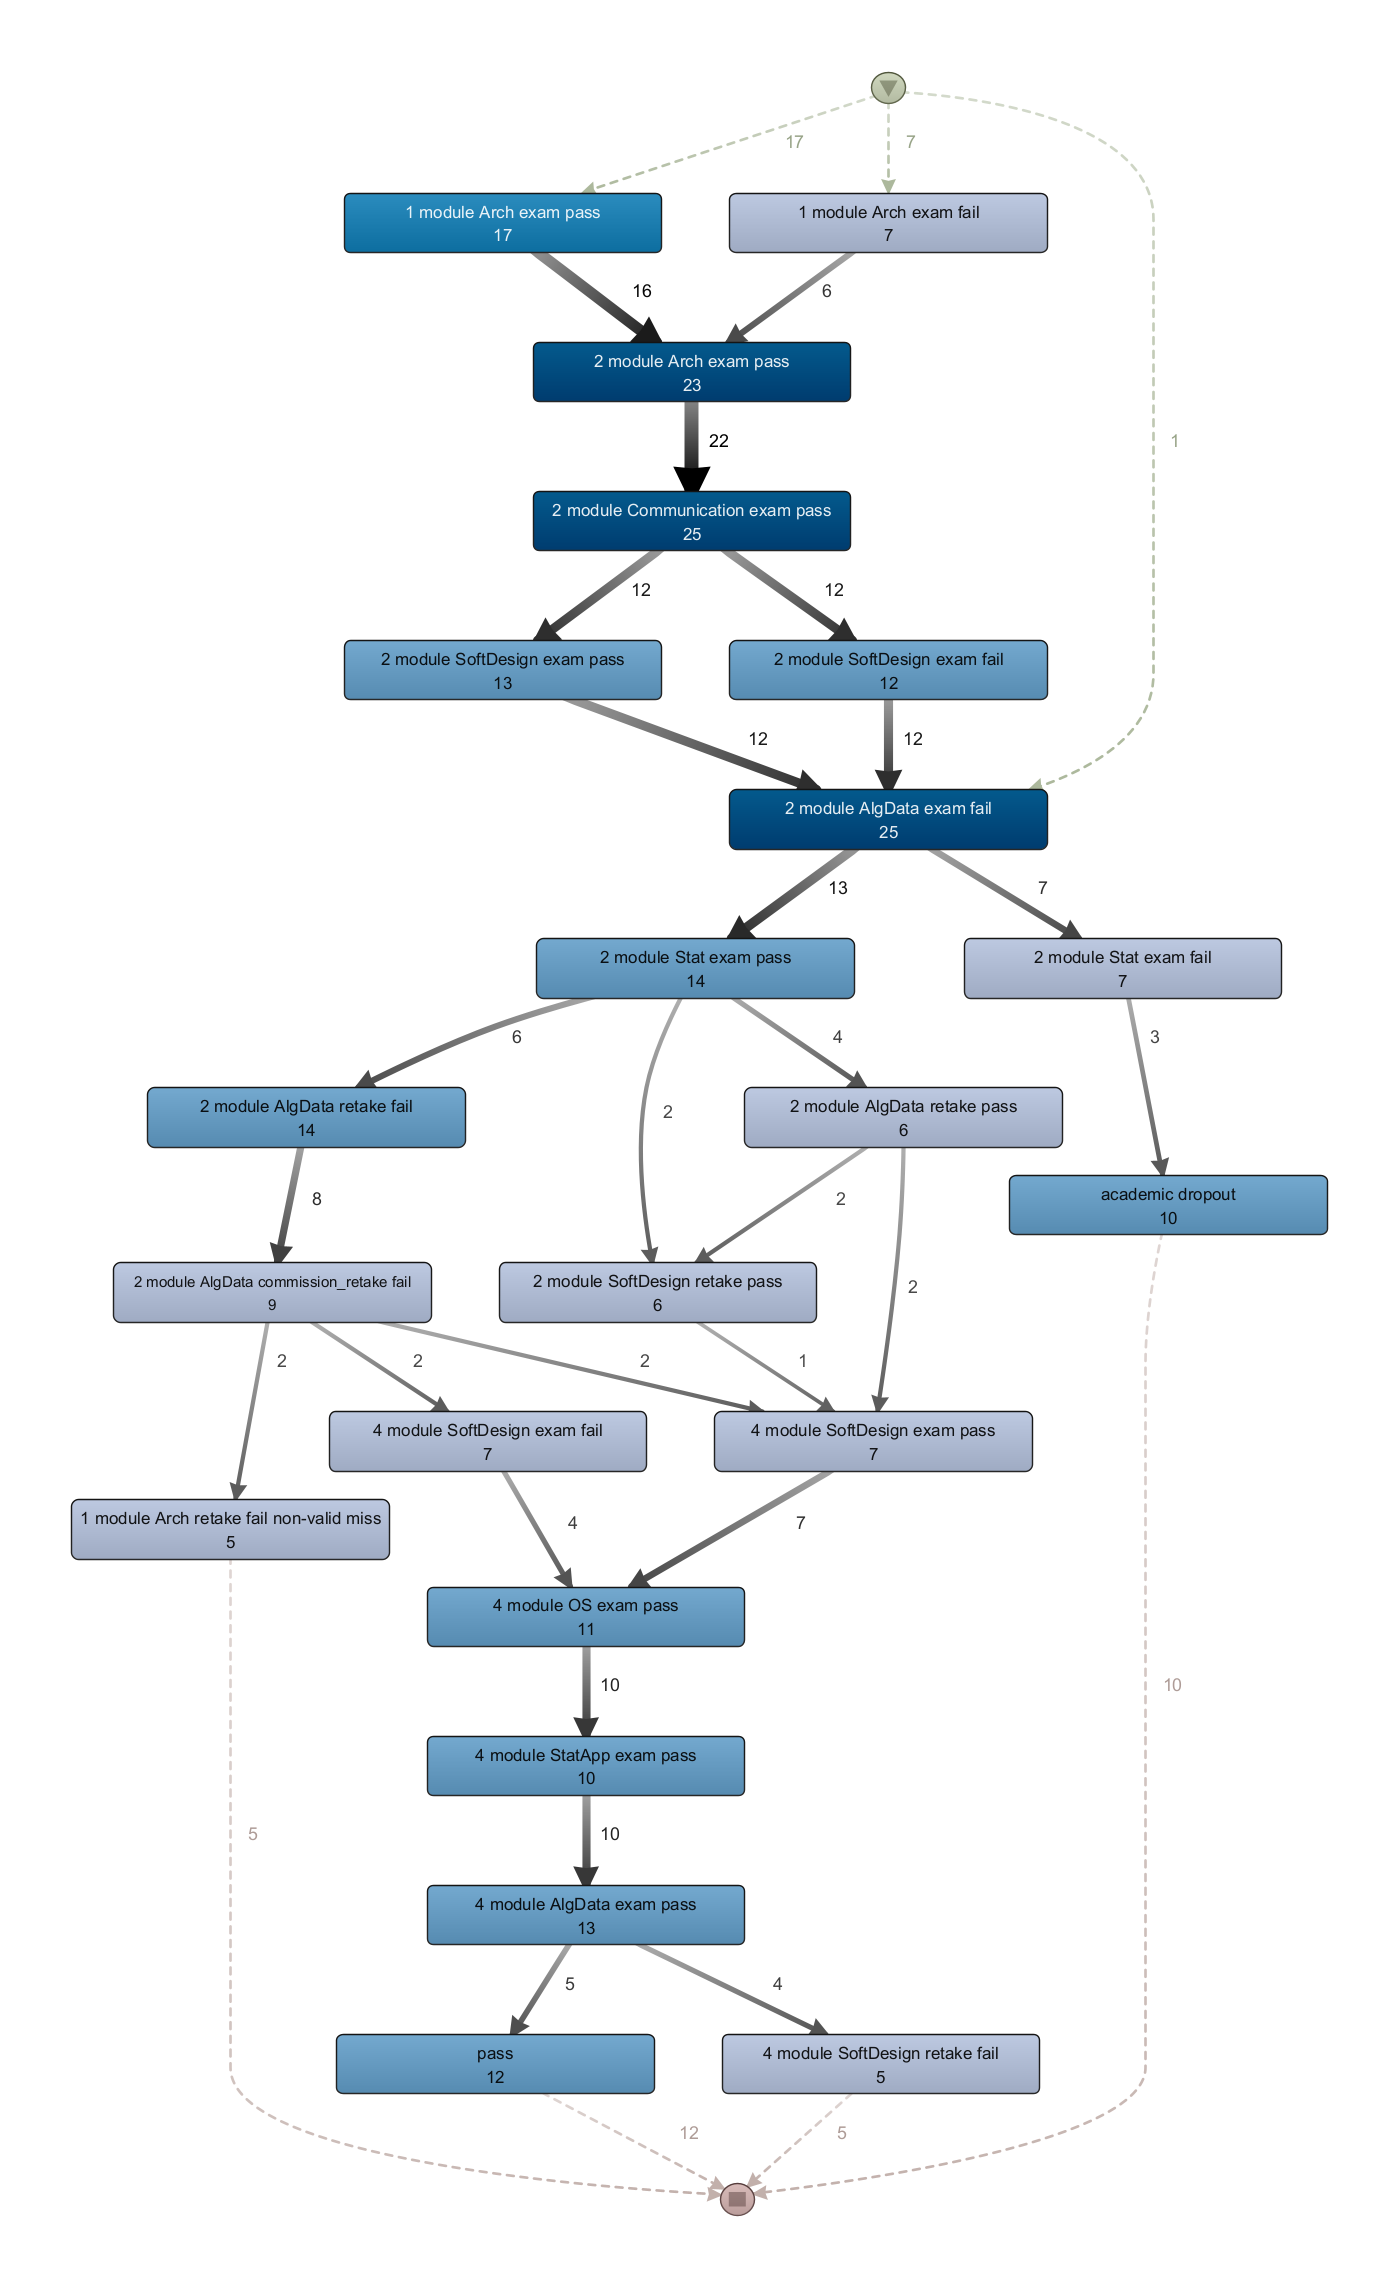 17
7
1 module Arch exam pass
17
1 module Arch exam fail
7
16
6
2 module Arch exam pass
23
22
1
2 module Communication exam pass
25
12
12
2 module SoftDesign exam pass
13
2 module SoftDesign exam fail
12
12
12
2 module AlgData exam fail
25
13
7
2 module Stat exam pass
14
2 module Stat exam fail
7
6
4
3
2
2 module AlgData retake fail
14
2 module AlgData retake pass
6
8
2
academic dropout
10
2 module AlgData commission_retake fail
9
2 module SoftDesign retake pass
6
2
2
2
2
1
4 module SoftDesign exam fail
7
4 module SoftDesign exam pass
7
1 module Arch retake fail non-valid miss
5
4
7
4 module OS exam pass
11
10
10
4 module StatApp exam pass
10
5
10
4 module AlgData exam pass
13
5
4
pass
12
4 module SoftDesign retake fail
5
12
5